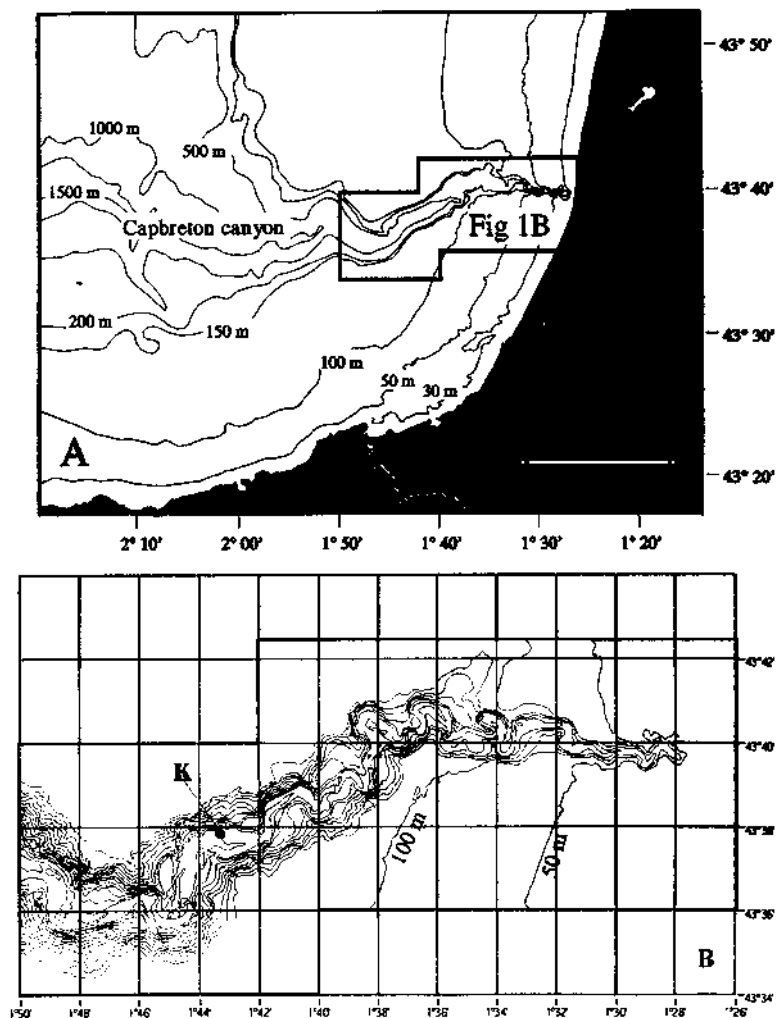 43° 50'
1000 m
500 m
43° 40'
1500 m
Capbreton canyon
Fig 1B
200 m
150 m
100 m
43° 30'
50 m
30 m
A
43° 20'
2° 10'
2° 00'
1° 50'
1° 40'
1° 30'
1° 20'
43°42'
43°40'
K
43°38'
100 m
50 m
43°36'
B
43°34'
1°50' 1°48' 1°46' 1°44' 1°42' 1°40' 1°38' 1°36' 1°34' 1°32' 1°30' 1°28' 1°26'